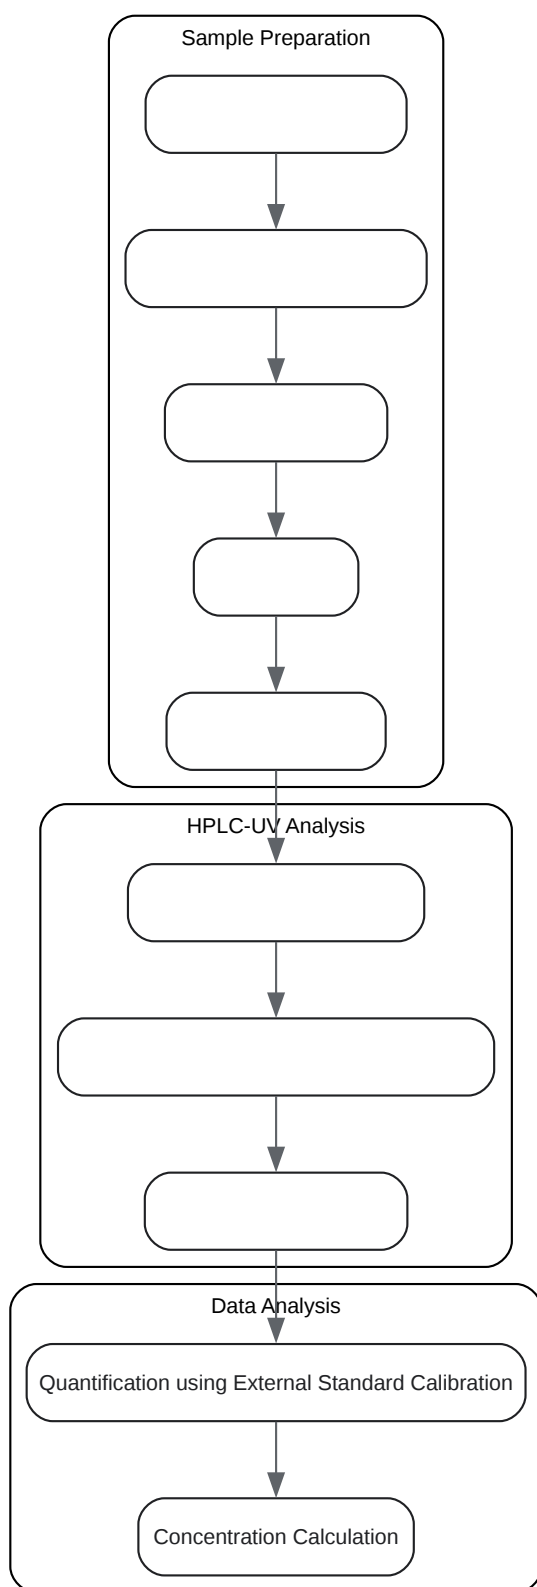 Sample Preparation
HPLC-UV Analysis
Data Analysis
Quantification using External Standard Calibration
Concentration Calculation